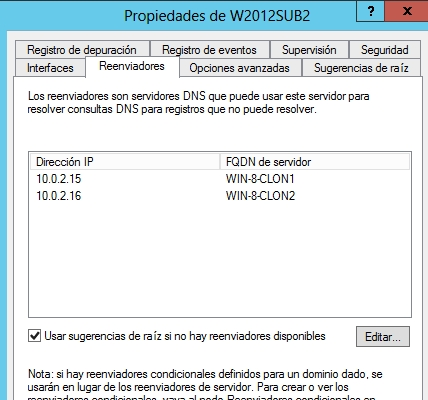 Propiedades de W2012SUB2
?
x
Registro de depuración Registro de eventos Supervisión Seguridad
Interfaces Reenviadores Opciones avanzadas Sugerencias de raíz
Los reenviadores son servidores DNS que puede usar este servidor para
resolver consultas DNS para registros que no puede resolver.
Dirección IP FQDN de servidor
10.0.2.15 WIN-8-CLON1
10.0.2.16 WIN-8-CLON2
Usar sugerencias de raíz si no hay reenviadores disponibles Editar...
Nota: si hay reenviadores condicionales definidos para un dominio dado, se
usarán en lugar de los reenviadores de servidor. Para crear o ver los
reenviadores condicionales, vaya al nodo Reenviadores condicionales en